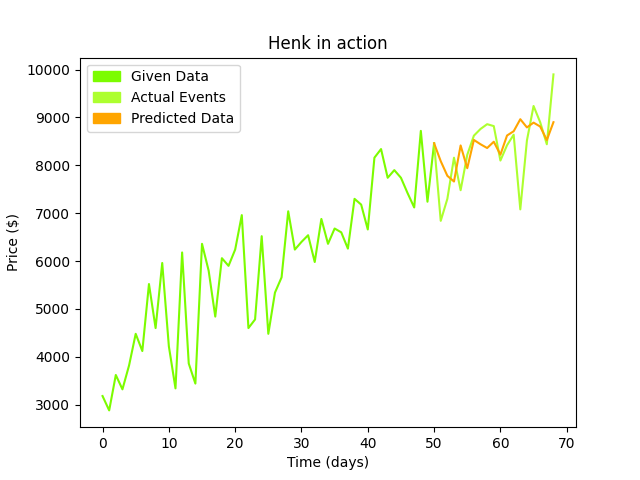 Henk in action
Given Data
Actual Events
Predicted Data
Price ($)
10000
9000
8000
7000
6000
5000
4000
3000
0 10 20 30 40 50 60 70
Time (days)